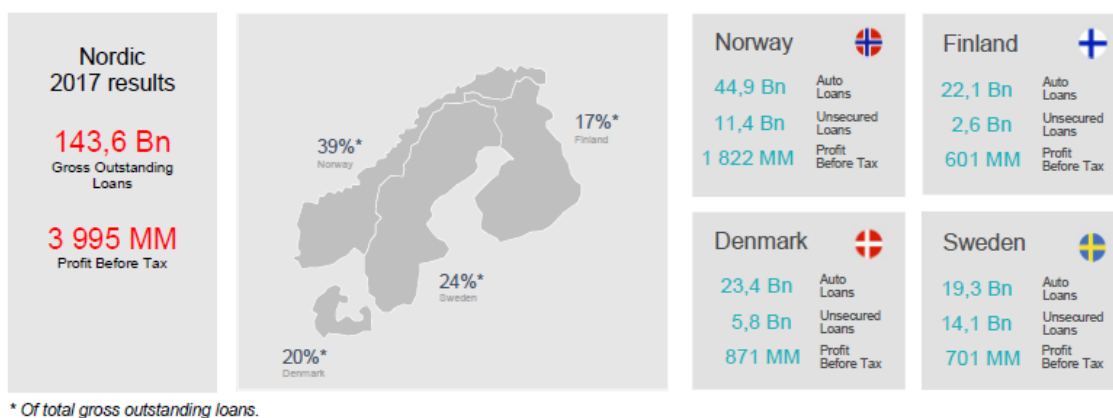 Nordic
2017 results
143,6 Bn
Gross Outstanding
Loans
3 995 MM
Profit Before Tax
39%*
Norway
17%*
Finland
24%*
Sweden
20%*
Denmark
Norway
44,9 Bn Auto
Loans
11,4 Bn Unsecured
Loans
1 822 MM Profit
Before Tax
Finland
22,1 Bn Auto
Loans
2,6 Bn Unsecured
Loans
601 MM Profit
Before Tax
Denmark
23,4 Bn Auto
Loans
5,8 Bn Unsecured
Loans
871 MM Profit
Before Tax
Sweden
19,3 Bn Auto
Loans
14,1 Bn Unsecured
Loans
701 MM Profit
Before Tax
* Of total gross outstanding loans.